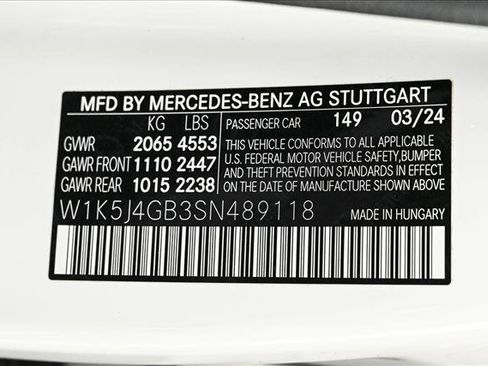 MFD BY MERCEDES-BENZ AG STUTTGART
KG LBS PASSENGER CAR 149 03/24
GVWR 2065 4553
GAWR FRONT 1110 2447
GAWR REAR 1015 2238
THIS VEHICLE CONFORMS TO ALL APPLICABLE
U.S. FEDERAL MOTOR VEHICLE SAFETY, BUMPER
AND THEFT PREVENTION STANDARDS IN EFFECT
ON THE DATE OF MANUFACTURE SHOWN ABOVE.
W1K5J4GB3SN489118
MADE IN HUNGARY